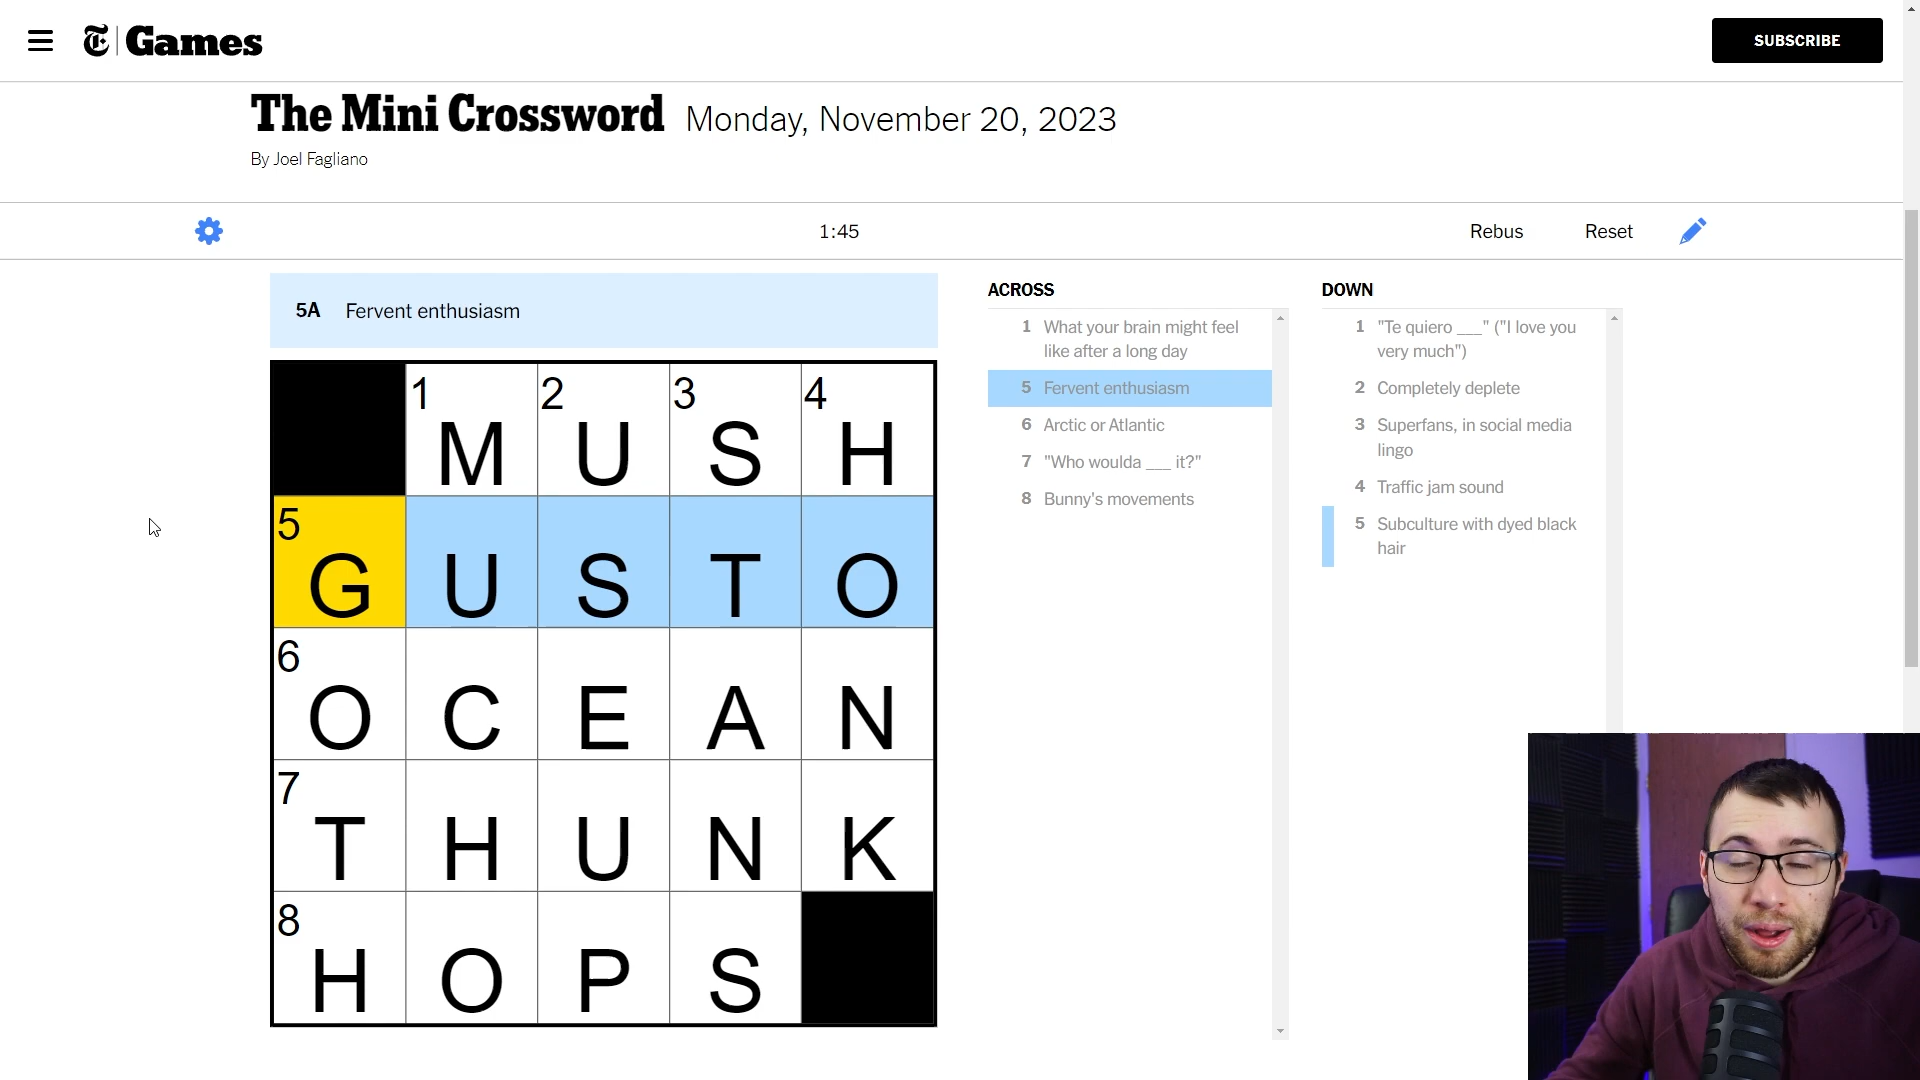 Games
SUBSCRIBE
The Mini Crossword Monday, November 20, 2023
By Joel Fagliano
1:45
Rebus
Reset
5A Fervent enthusiasm
1 M 2 U 3 S 4 H
5 G U S T O
6 O C E A N
7 T H U N K
8 H O P S
ACROSS
1 What your brain might feel
like after a long day
5 Fervent enthusiasm
6 Arctic or Atlantic
7 "Who woulda ___ it?"
8 Bunny's movements
DOWN
1 "Te quiero ___" ("I love you
very much")
2 Completely deplete
3 Superfans, in social media
lingo
4 Traffic jam sound
5 Subculture with dyed black
hair